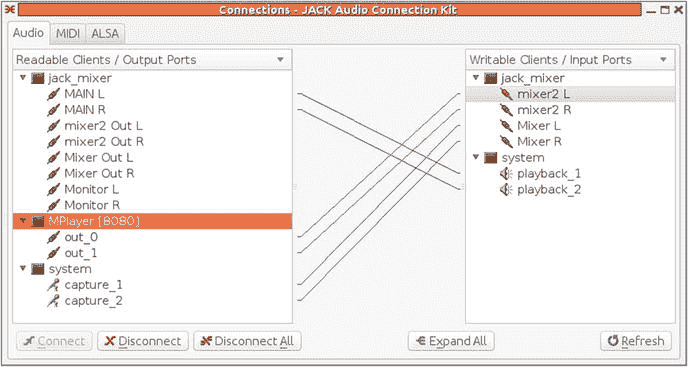 Connections - JACK Audio Connection Kit
Audio MIDI ALSA
Readable Clients / Output Ports
jack_mixer
MAIN L
MAIN R
mixer2 Out L
mixer2 Out R
Mixer Out L
Mixer Out R
Monitor L
Monitor R
MPlayer [8080]
out_0
out_1
system
capture_1
capture_2
Writable Clients / Input Ports
jack_mixer
mixer2 L
mixer2 R
Mixer L
Mixer R
system
playback_1
playback_2
Connect Disconnect Disconnect All Expand All Refresh